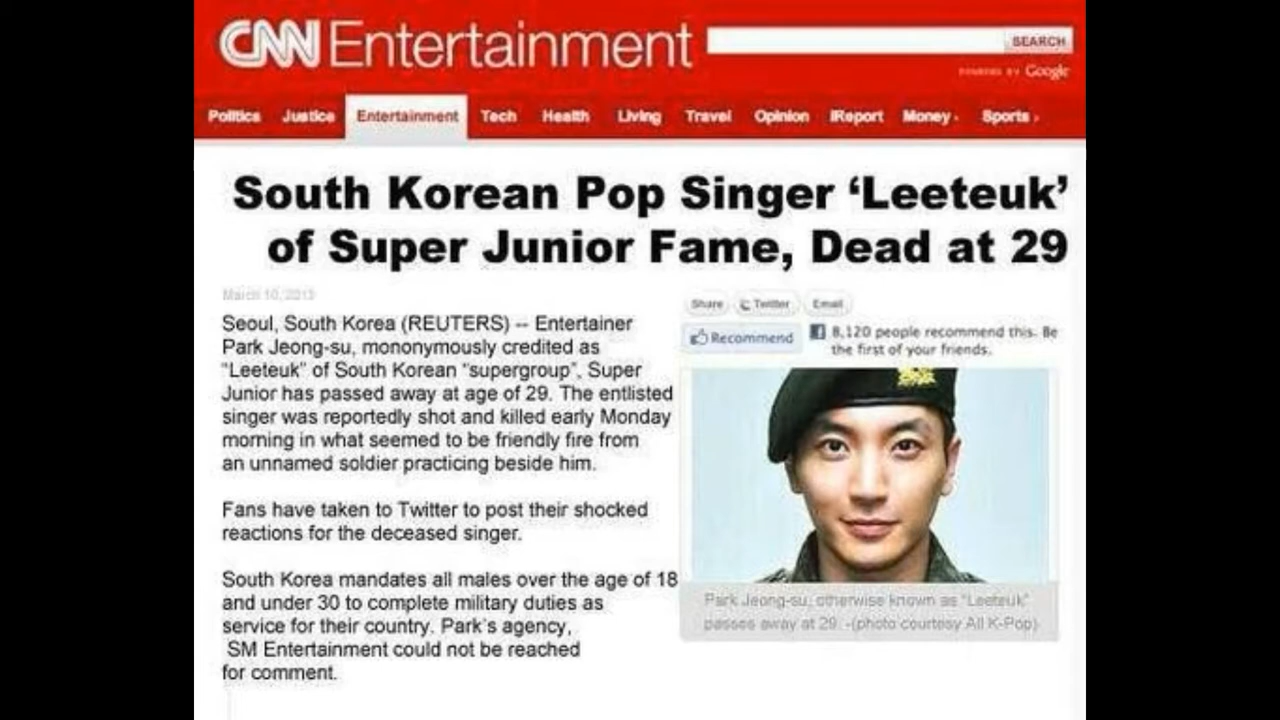 CNN Entertainment
SEARCH
POWERED BY Google
Politics Justice Entertainment Tech Health Living Travel Opinion iReport Money Sports
South Korean Pop Singer ‘Leeteuk’
of Super Junior Fame, Dead at 29
March 10, 2013
Share Twitter Email
Recommend
8,120 people recommend this. Be
the first of your friends.
Seoul, South Korea (REUTERS) -- Entertainer
Park Jeong-su, mononymously credited as
"Leeteuk" of South Korean "supergroup", Super
Junior has passed away at age of 29. The entlisted
singer was reportedly shot and killed early Monday
morning in what seemed to be friendly fire from
an unnamed soldier practicing beside him.
Fans have taken to Twitter to post their shocked
reactions for the deceased singer.
South Korea mandates all males over the age of 18
and under 30 to complete military duties as
service for their country. Park's agency,
SM Entertainment could not be reached
for comment.
Park Jeong-su, otherwise known as "Leeteuk"
passes away at 29. -(photo courtesy All K-Pop)